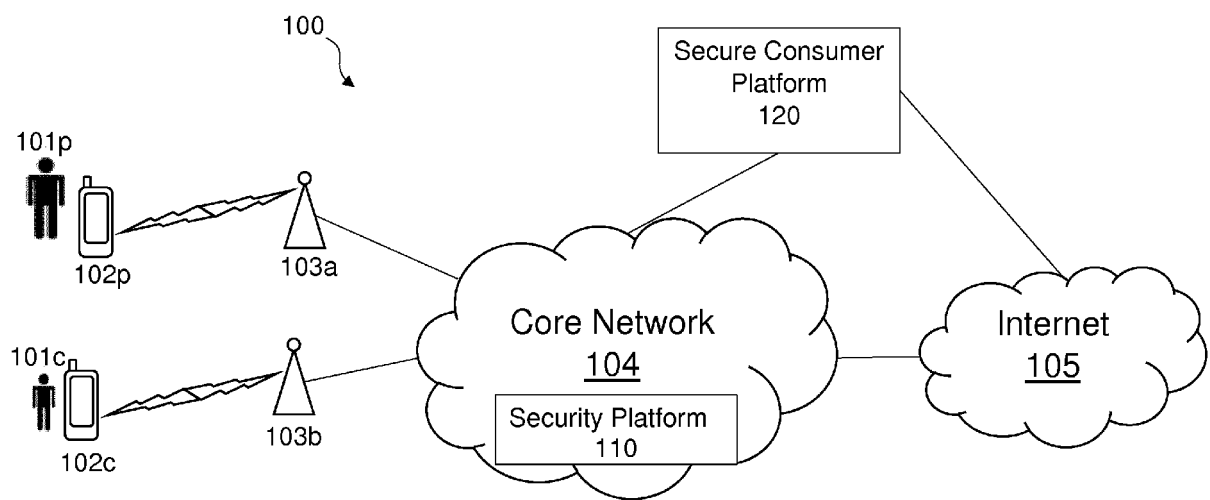 100
Secure Consumer
Platform
120
101p
102p
103a
Core Network
104
Internet
105
101c
102c
103b
Security Platform
110